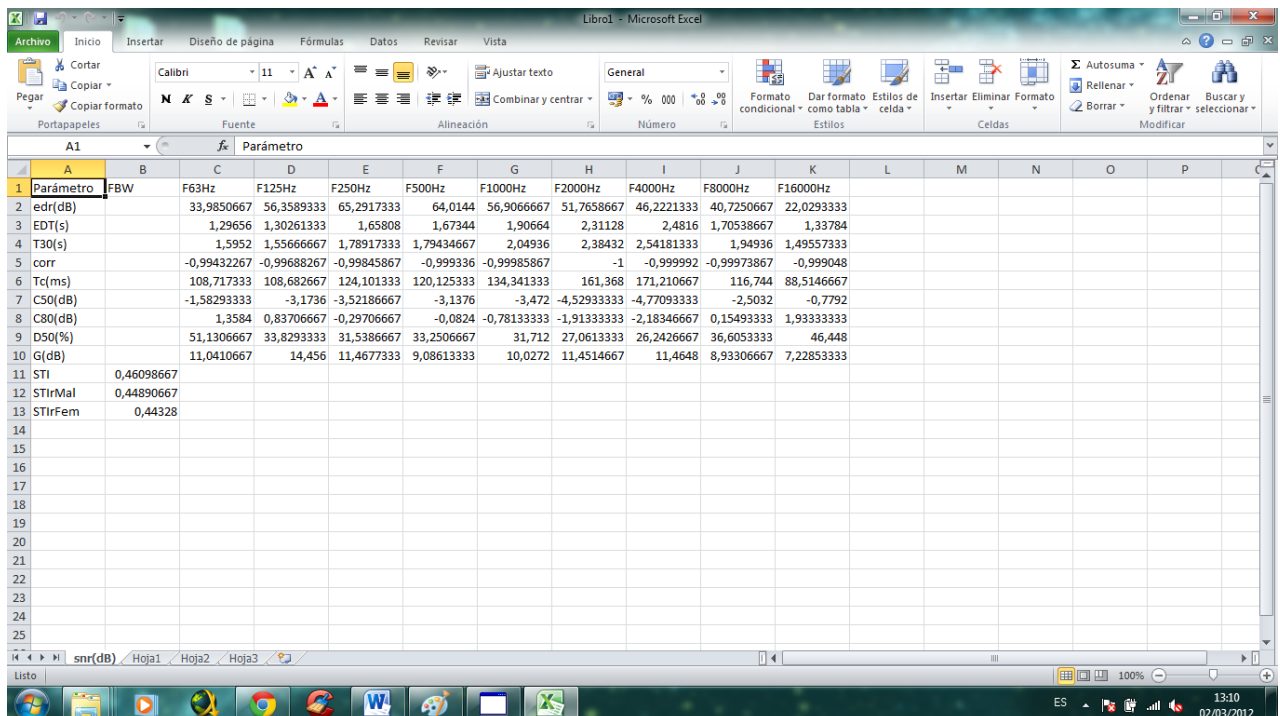 Libro1 - Microsoft Excel
Archivo Inicio Insertar Diseño de página Fórmulas Datos Revisar Vista
Pegar
Cortar
Copiar
Copiar formato
Portapapeles
Calibri 11
N K S
Fuente
Ajustar texto
Combinar y centrar
Alineación
General
% 000
Número
Formato condicional
Dar formato como tabla
Estilos de celda
Estilos
Insertar Eliminar Formato
Celdas
Σ Autosuma
Rellenar
Borrar
Ordenar y filtrar
Buscar y seleccionar
Modificar
A1 fx Parámetro
A B C D E F G H I J K L M N O P
1 Parámetro FBW F63Hz F125Hz F250Hz F500Hz F1000Hz F2000Hz F4000Hz F8000Hz F16000Hz
2 edr(dB) 33,9850667 56,3589333 65,2917333 64,0144 56,9066667 51,7658667 46,2221333 40,7250667 22,0293333
3 EDT(s) 1,29656 1,30261333 1,65808 1,67344 1,90664 2,31128 2,4816 1,70538667 1,33784
4 T30(s) 1,5952 1,55666667 1,78917333 1,79434667 2,04936 2,38432 2,54181333 1,94936 1,49557333
5 corr -0,99432267 -0,99688267 -0,99845867 -0,999336 -0,99985867 -1 -0,999992 -0,99973867 -0,999048
6 Tc(ms) 108,717333 108,682667 124,101333 120,125333 134,341333 161,368 171,210667 116,744 88,5146667
7 C50(dB) -1,58293333 -3,1736 -3,52186667 -3,1376 -3,472 -4,52933333 -4,77093333 -2,5032 -0,7792
8 C80(dB) 1,3584 0,83706667 -0,29706667 -0,0824 -0,78133333 -1,91333333 -2,18346667 0,15493333 1,93333333
9 D50(%) 51,1306667 33,8293333 31,5386667 33,2506667 31,712 27,0613333 26,2426667 36,6053333 46,448
10 G(dB) 11,0410667 14,456 11,4677333 9,08613333 10,0272 11,4514667 11,4648 8,93306667 7,22853333
11 STI 0,46098667
12 STIrMal 0,44890667
13 STIrFem 0,44328
14
15
16
17
18
19
20
21
22
23
24
25
snr(dB) Hoja1 Hoja2 Hoja3
Listo 100%
ES 13:10
02/03/2012